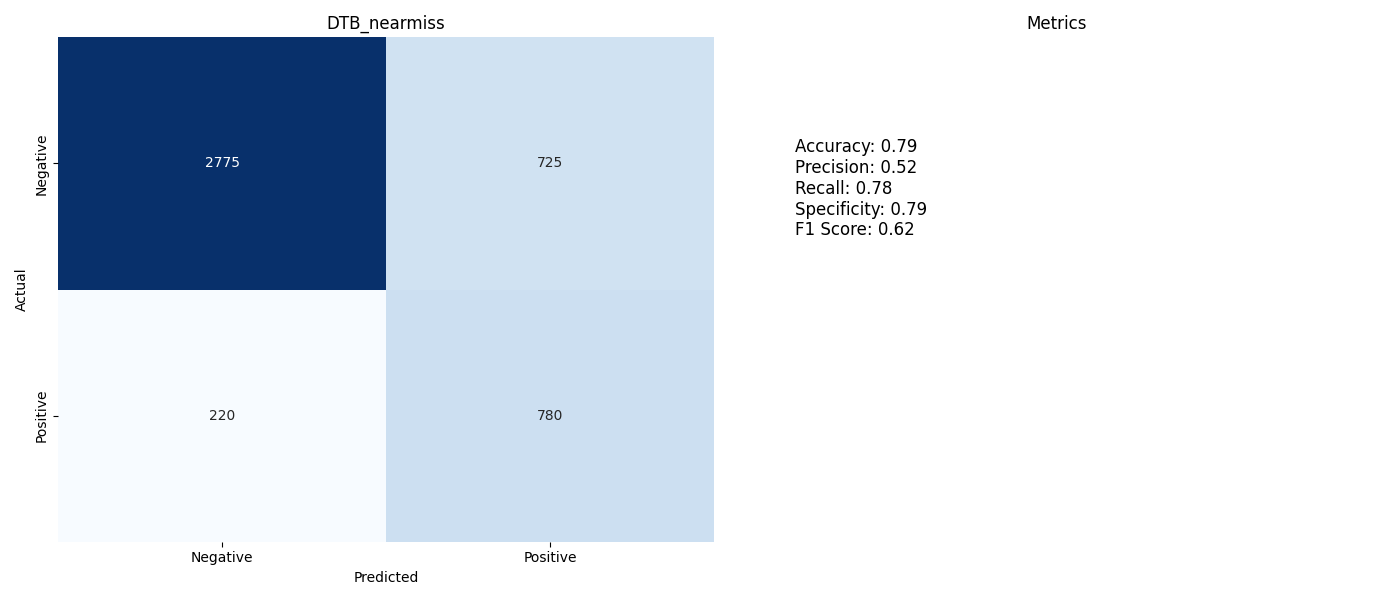 DTB_nearmiss
Negative
2775
725
Positive
220
780
Actual
Negative
Positive
Predicted
Metrics
Accuracy: 0.79
Precision: 0.52
Recall: 0.78
Specificity: 0.79
F1 Score: 0.62